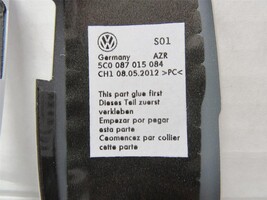 S01
Germany AZR
5C0 087 015 084
CH1 08.05.2012 >PC<
This part glue first
Dieses Teil zuerst
verkleben
Empezar por pegar
esta parte
Ceomencez par collier
cette parte